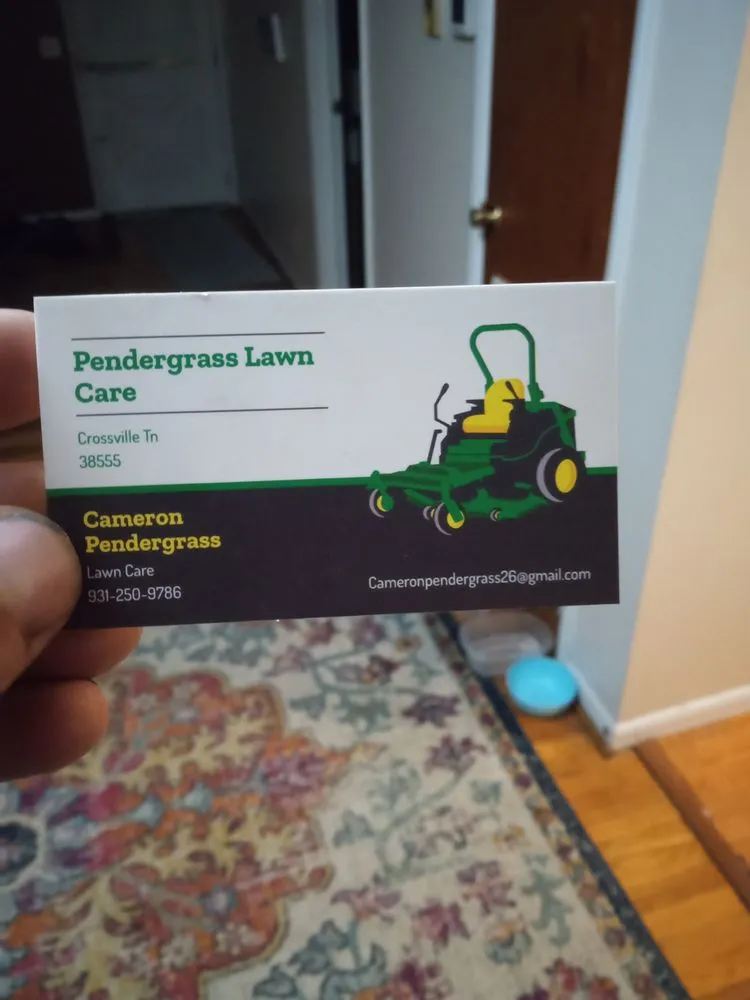 Pendergrass Lawn
Care
Crossville Tn
38555
Cameron
Pendergrass
Lawn Care
931-250-9786
Cameronpendergrass26@gmail.com